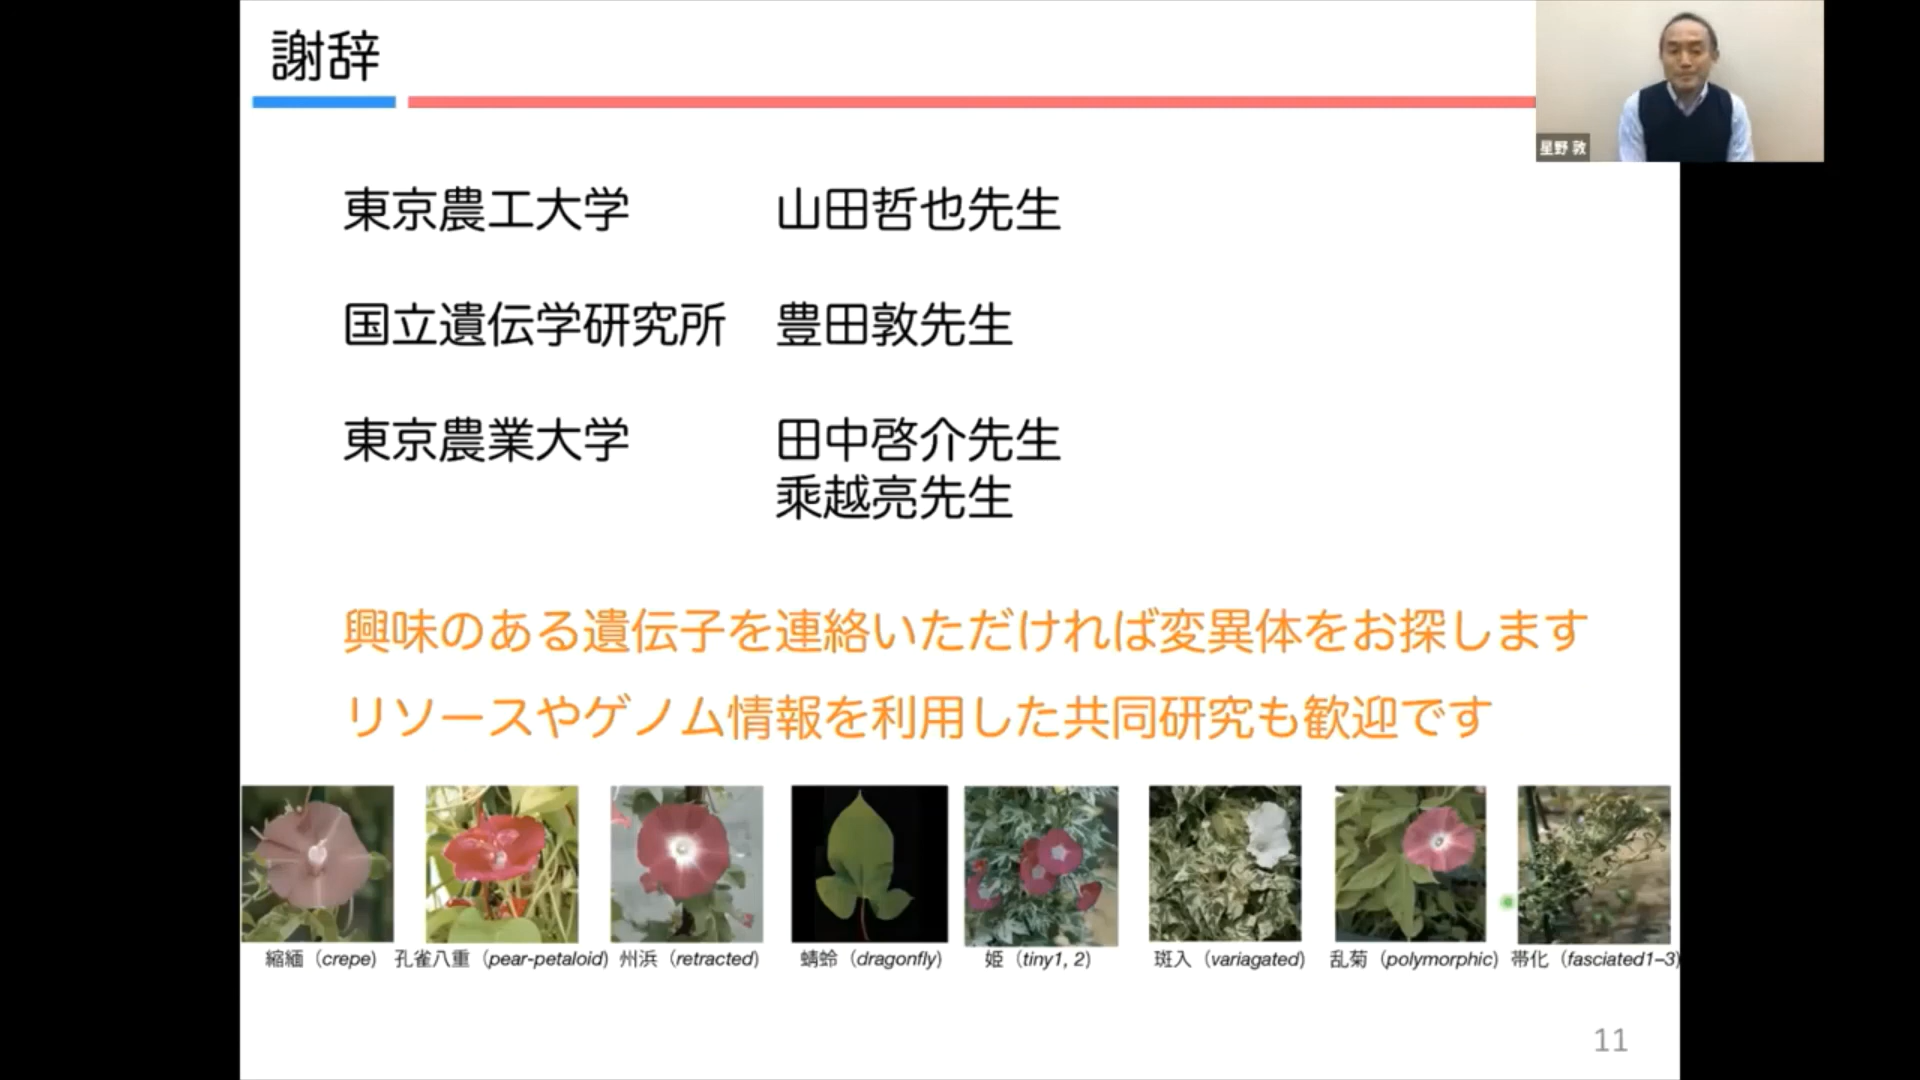 謝辞
星野 敦
東京農工大学 山田哲也先生
国立遺伝学研究所 豊田敦先生
東京農業大学 田中啓介先生
乘越亮先生
興味のある遺伝子を連絡いただければ変異体をお探しします
リソースやゲノム情報を利用した共同研究も歓迎です
縮緬（crepe) 孔雀八重（pear-petaloid) 州浜（retracted) 蜻蛉（dragonfly) 姫（tiny1, 2) 斑入（variagated) 乱菊（polymorphic) 帯化（fasciated1–3)
11